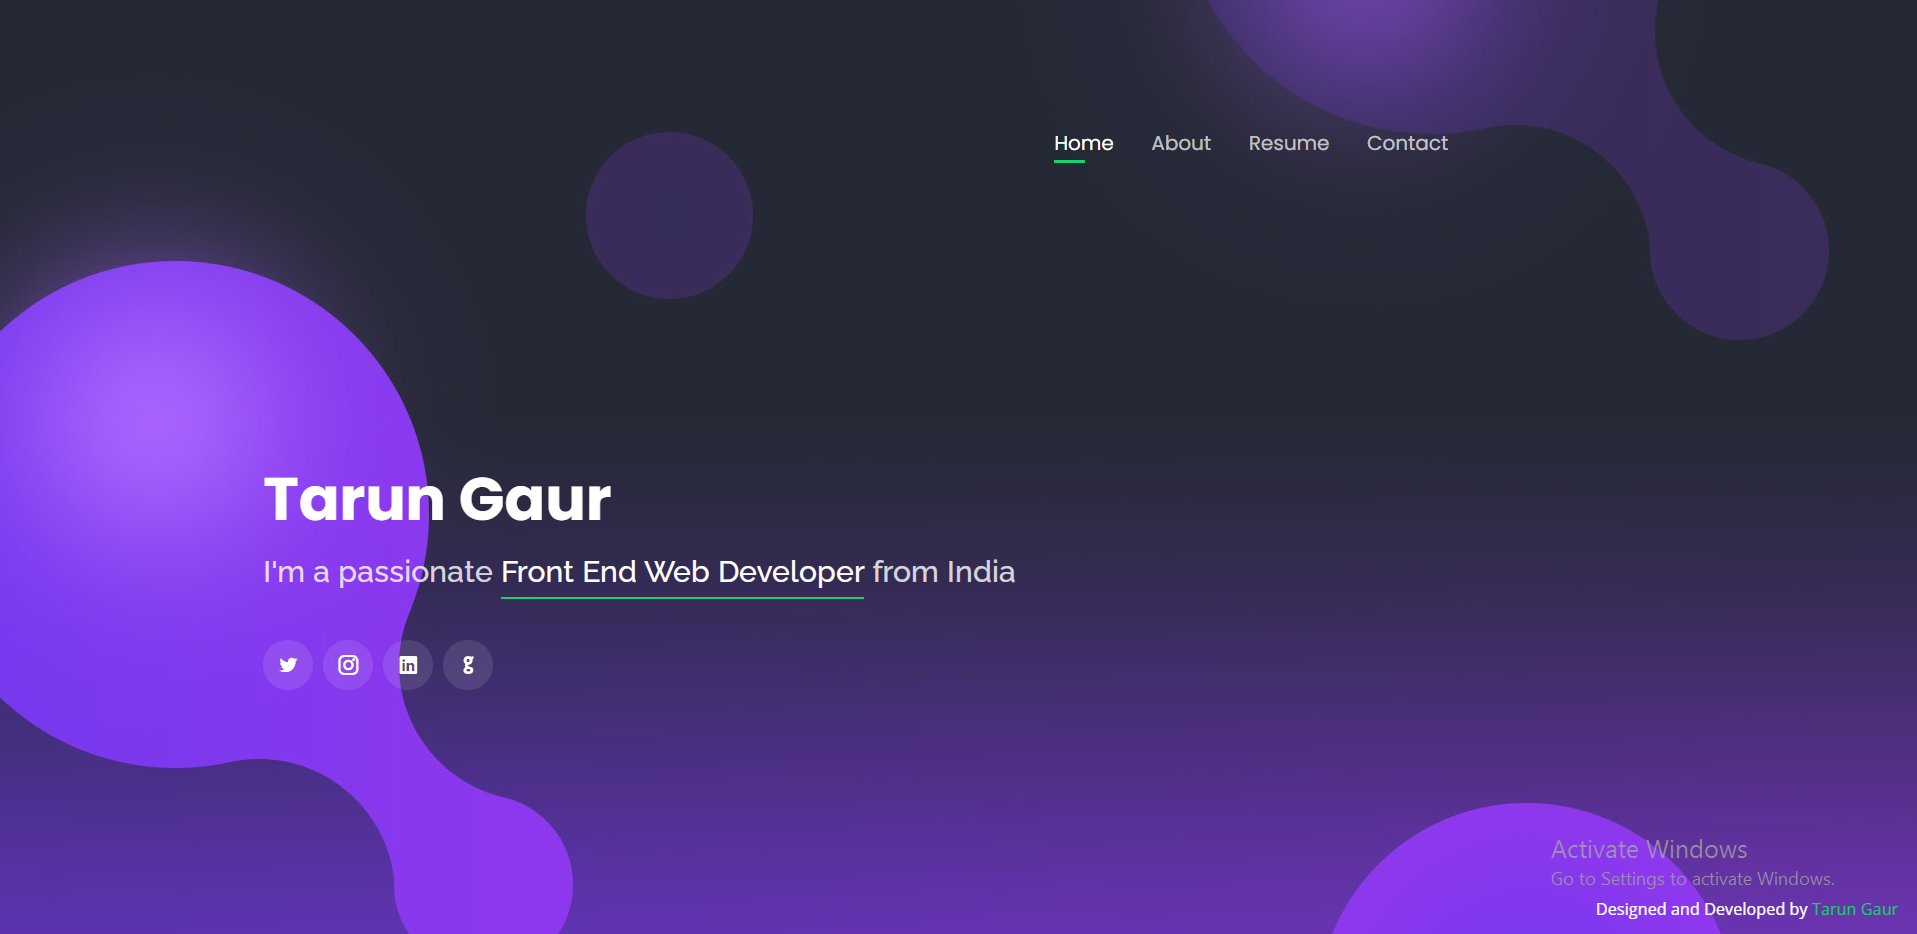 Home About Resume Contact
Tarun Gaur
I'm a passionate Front End Web Developer from India
in g
Activate Windows
Go to Settings to activate Windows.
Designed and Developed by Tarun Gaur